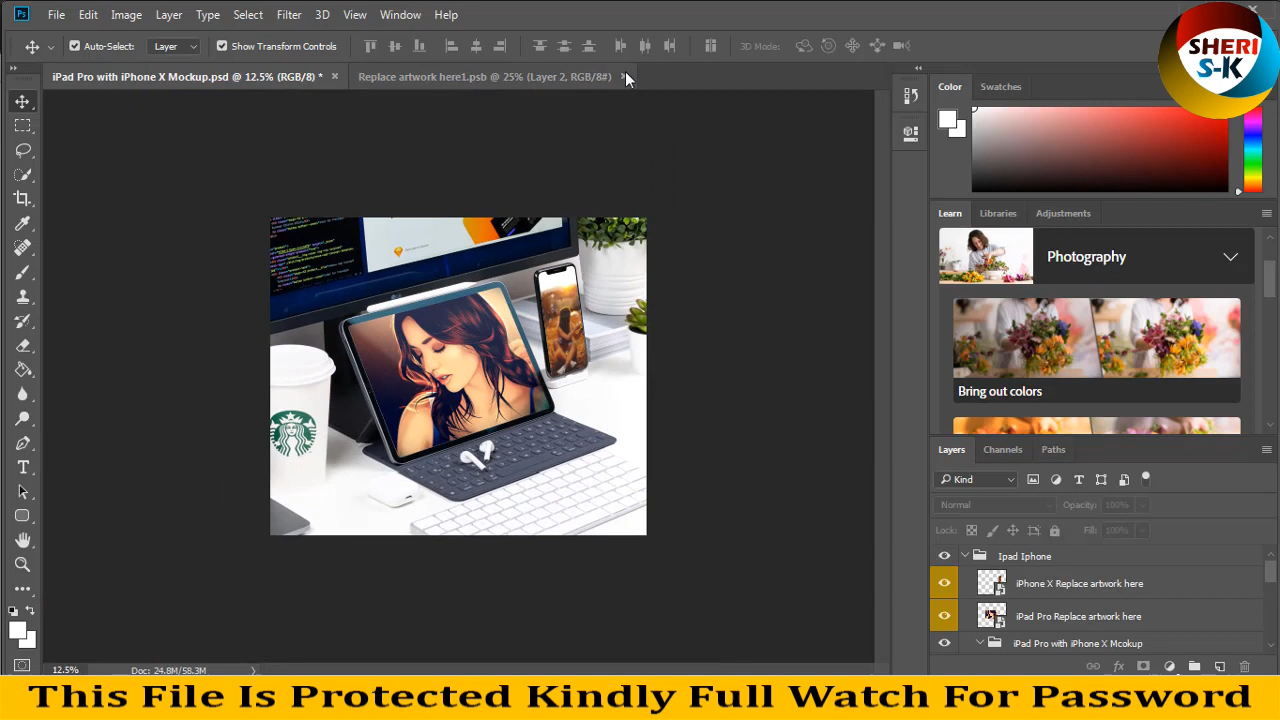 Ps File Edit Image Layer Type Select Filter 3D View Window Help
Auto-Select: Layer Show Transform Controls 3D Mode:
SHERI
S-K
iPad Pro with iPhone X Mockup.psd @ 12.5% (RGB/8) * Replace artwork here1.psb @ 25% (Layer 2, RGB/8#)
Color Swatches
Learn Libraries Adjustments
Photography
Bring out colors
Layers Channels Paths
Kind
Normal Opacity: 100%
Lock: Fill: 100%
Ipad Iphone
iPhone X Replace artwork here
iPad Pro Replace artwork here
iPad Pro with iPhone X Mcokup
12.5% Doc: 24.8M/58.3M
This File Is Protected Kindly Full Watch For Password